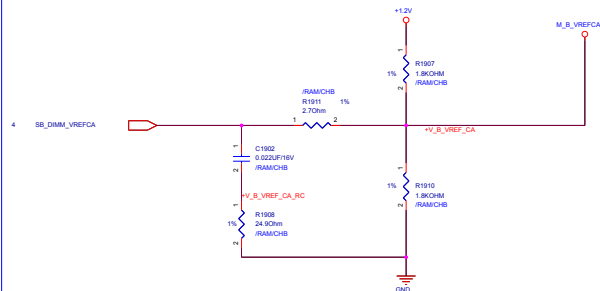 +1.2V
M_B_VREFCA
1
R1907
1%
1.8KOHM
/RAM/CHB
2
/RAM/CHB
R1911 1%
2.7Ohm
1 2
4 SB_DIMM_VREFCA
+V_B_VREF_CA
1
C1902
0.022UF/16V
/RAM/CHB
2
1
1%
R1910
1.8KOHM
/RAM/CHB
2
+V_B_VREF_CA_RC
1
R1908
1%
24.9Ohm
/RAM/CHB
2
GND